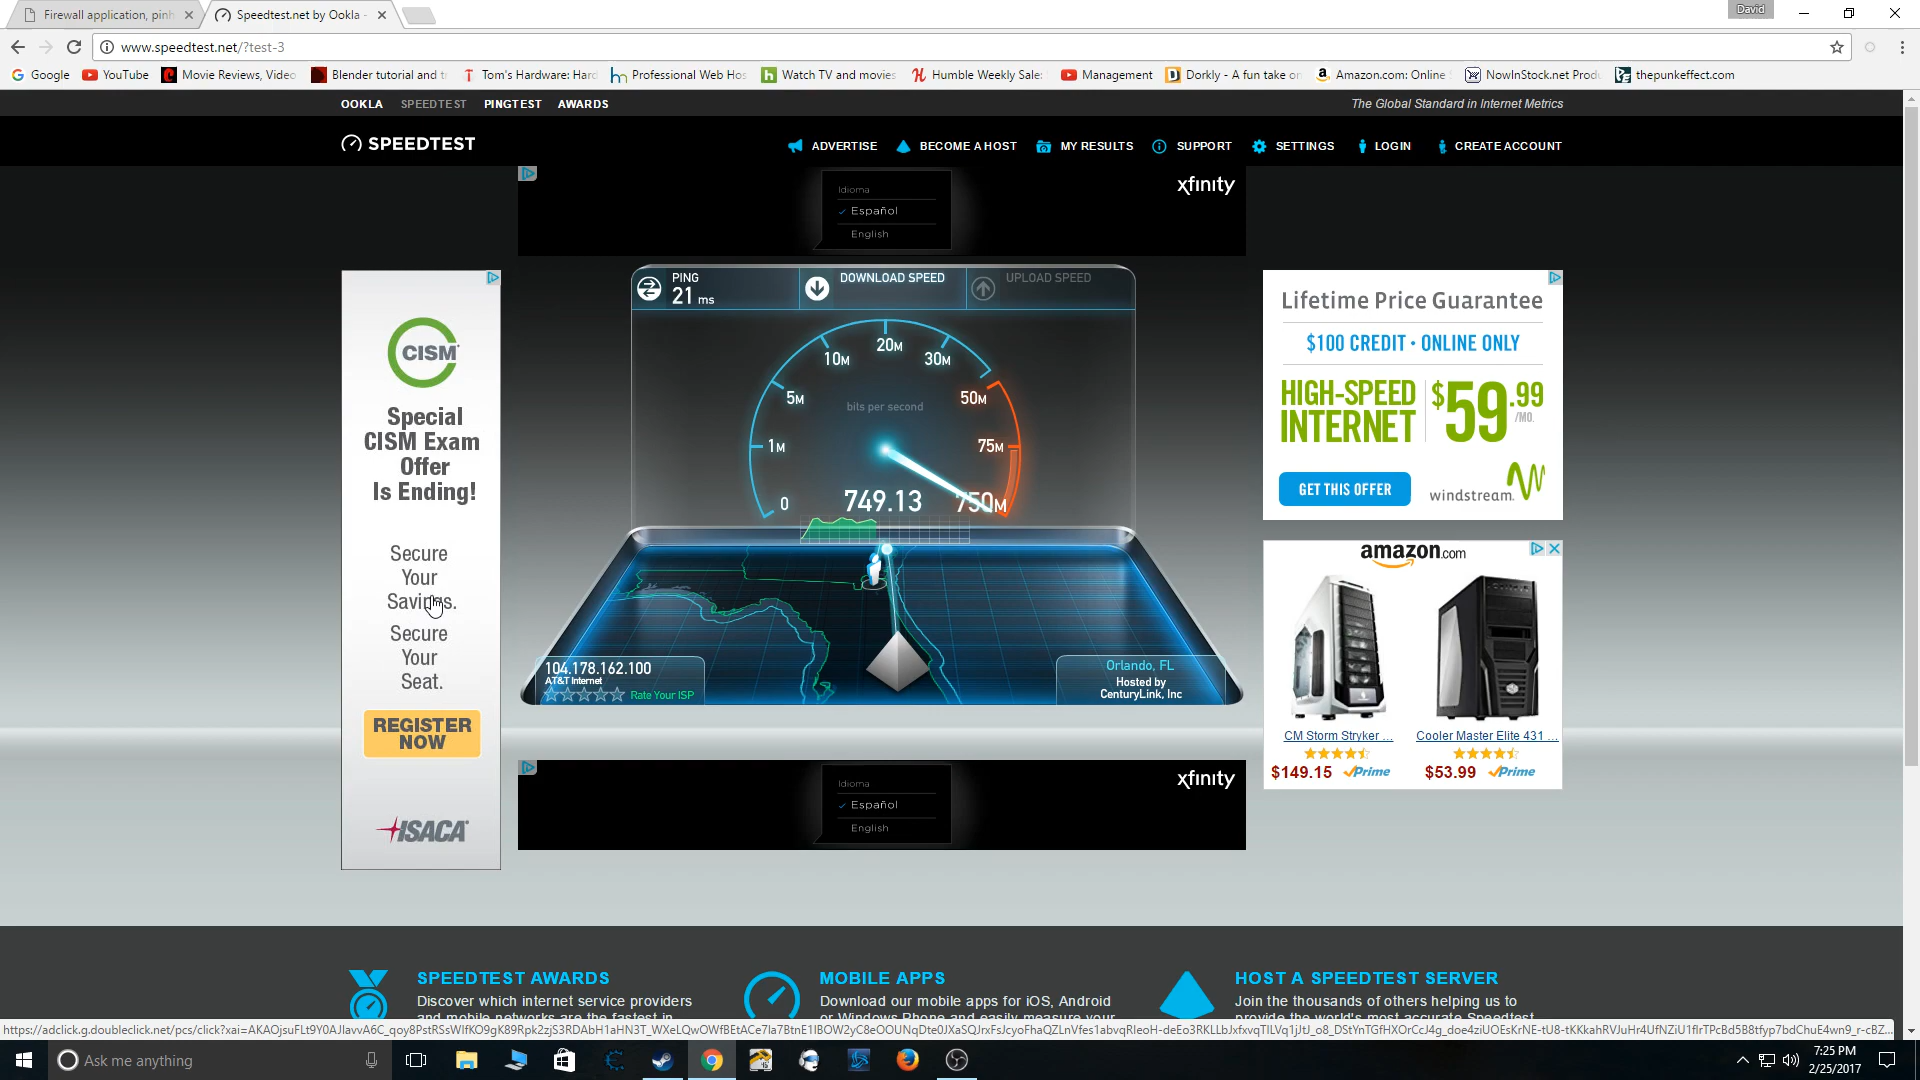 Firewall application, pinh
Speedtest.net by Ookla -
David
www.speedtest.net/?test-3
Google
YouTube
Movie Reviews, Video
Blender tutorial and t
Tom's Hardware: Hard
Professional Web Hos
Watch TV and movies
Humble Weekly Sale:
Management
Dorkly - A fun take on
Amazon.com: Online
NowInStock.net Produ
thepunkeffect.com
OOKLA SPEEDTEST PINGTEST AWARDS
The Global Standard in Internet Metrics
SPEEDTEST
ADVERTISE
BECOME A HOST
MY RESULTS
SUPPORT
SETTINGS
LOGIN
CREATE ACCOUNT
Idioma
Español
English
xfinity
CISM
Special
CISM Exam
Offer
Is Ending!
Secure
Your
Savings.
Secure
Your
Seat.
REGISTER
NOW
ISACA
PING
21 ms
DOWNLOAD SPEED
UPLOAD SPEED
20M
10M
30M
5M
50M
bits per second
1M
75M
0
749.13
750M
104.178.162.100
AT&T Internet
Rate Your ISP
Orlando, FL
Hosted by
CenturyLink, Inc
Idioma
Español
English
xfinity
Lifetime Price Guarantee
$100 CREDIT • ONLINE ONLY
HIGH-SPEED
INTERNET
$59.99
/MO.
GET THIS OFFER
windstream.
amazon.com
CM Storm Stryker ...
Cooler Master Elite 431 ...
$149.15 Prime
$53.99 Prime
SPEEDTEST AWARDS
Discover which internet service providers
and mobile networks are the fastest in
MOBILE APPS
Download our mobile apps for iOS, Android
or Windows Phone and easily measure your
HOST A SPEEDTEST SERVER
Join the thousands of others helping us to
provide the world's most accurate Speedtest
Ask me anything
7:25 PM
2/25/2017